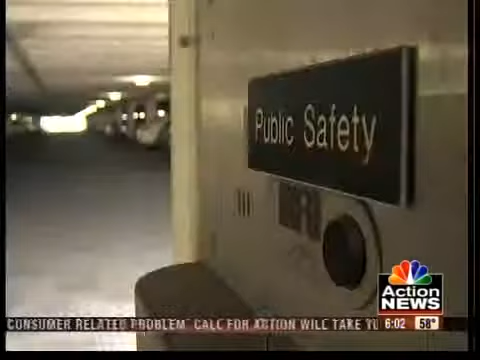 Public Safety
Action
NEWS
CONSUMER RELATED PROBLEM CALL FOR ACTION WILL TAKE
6:02 58°